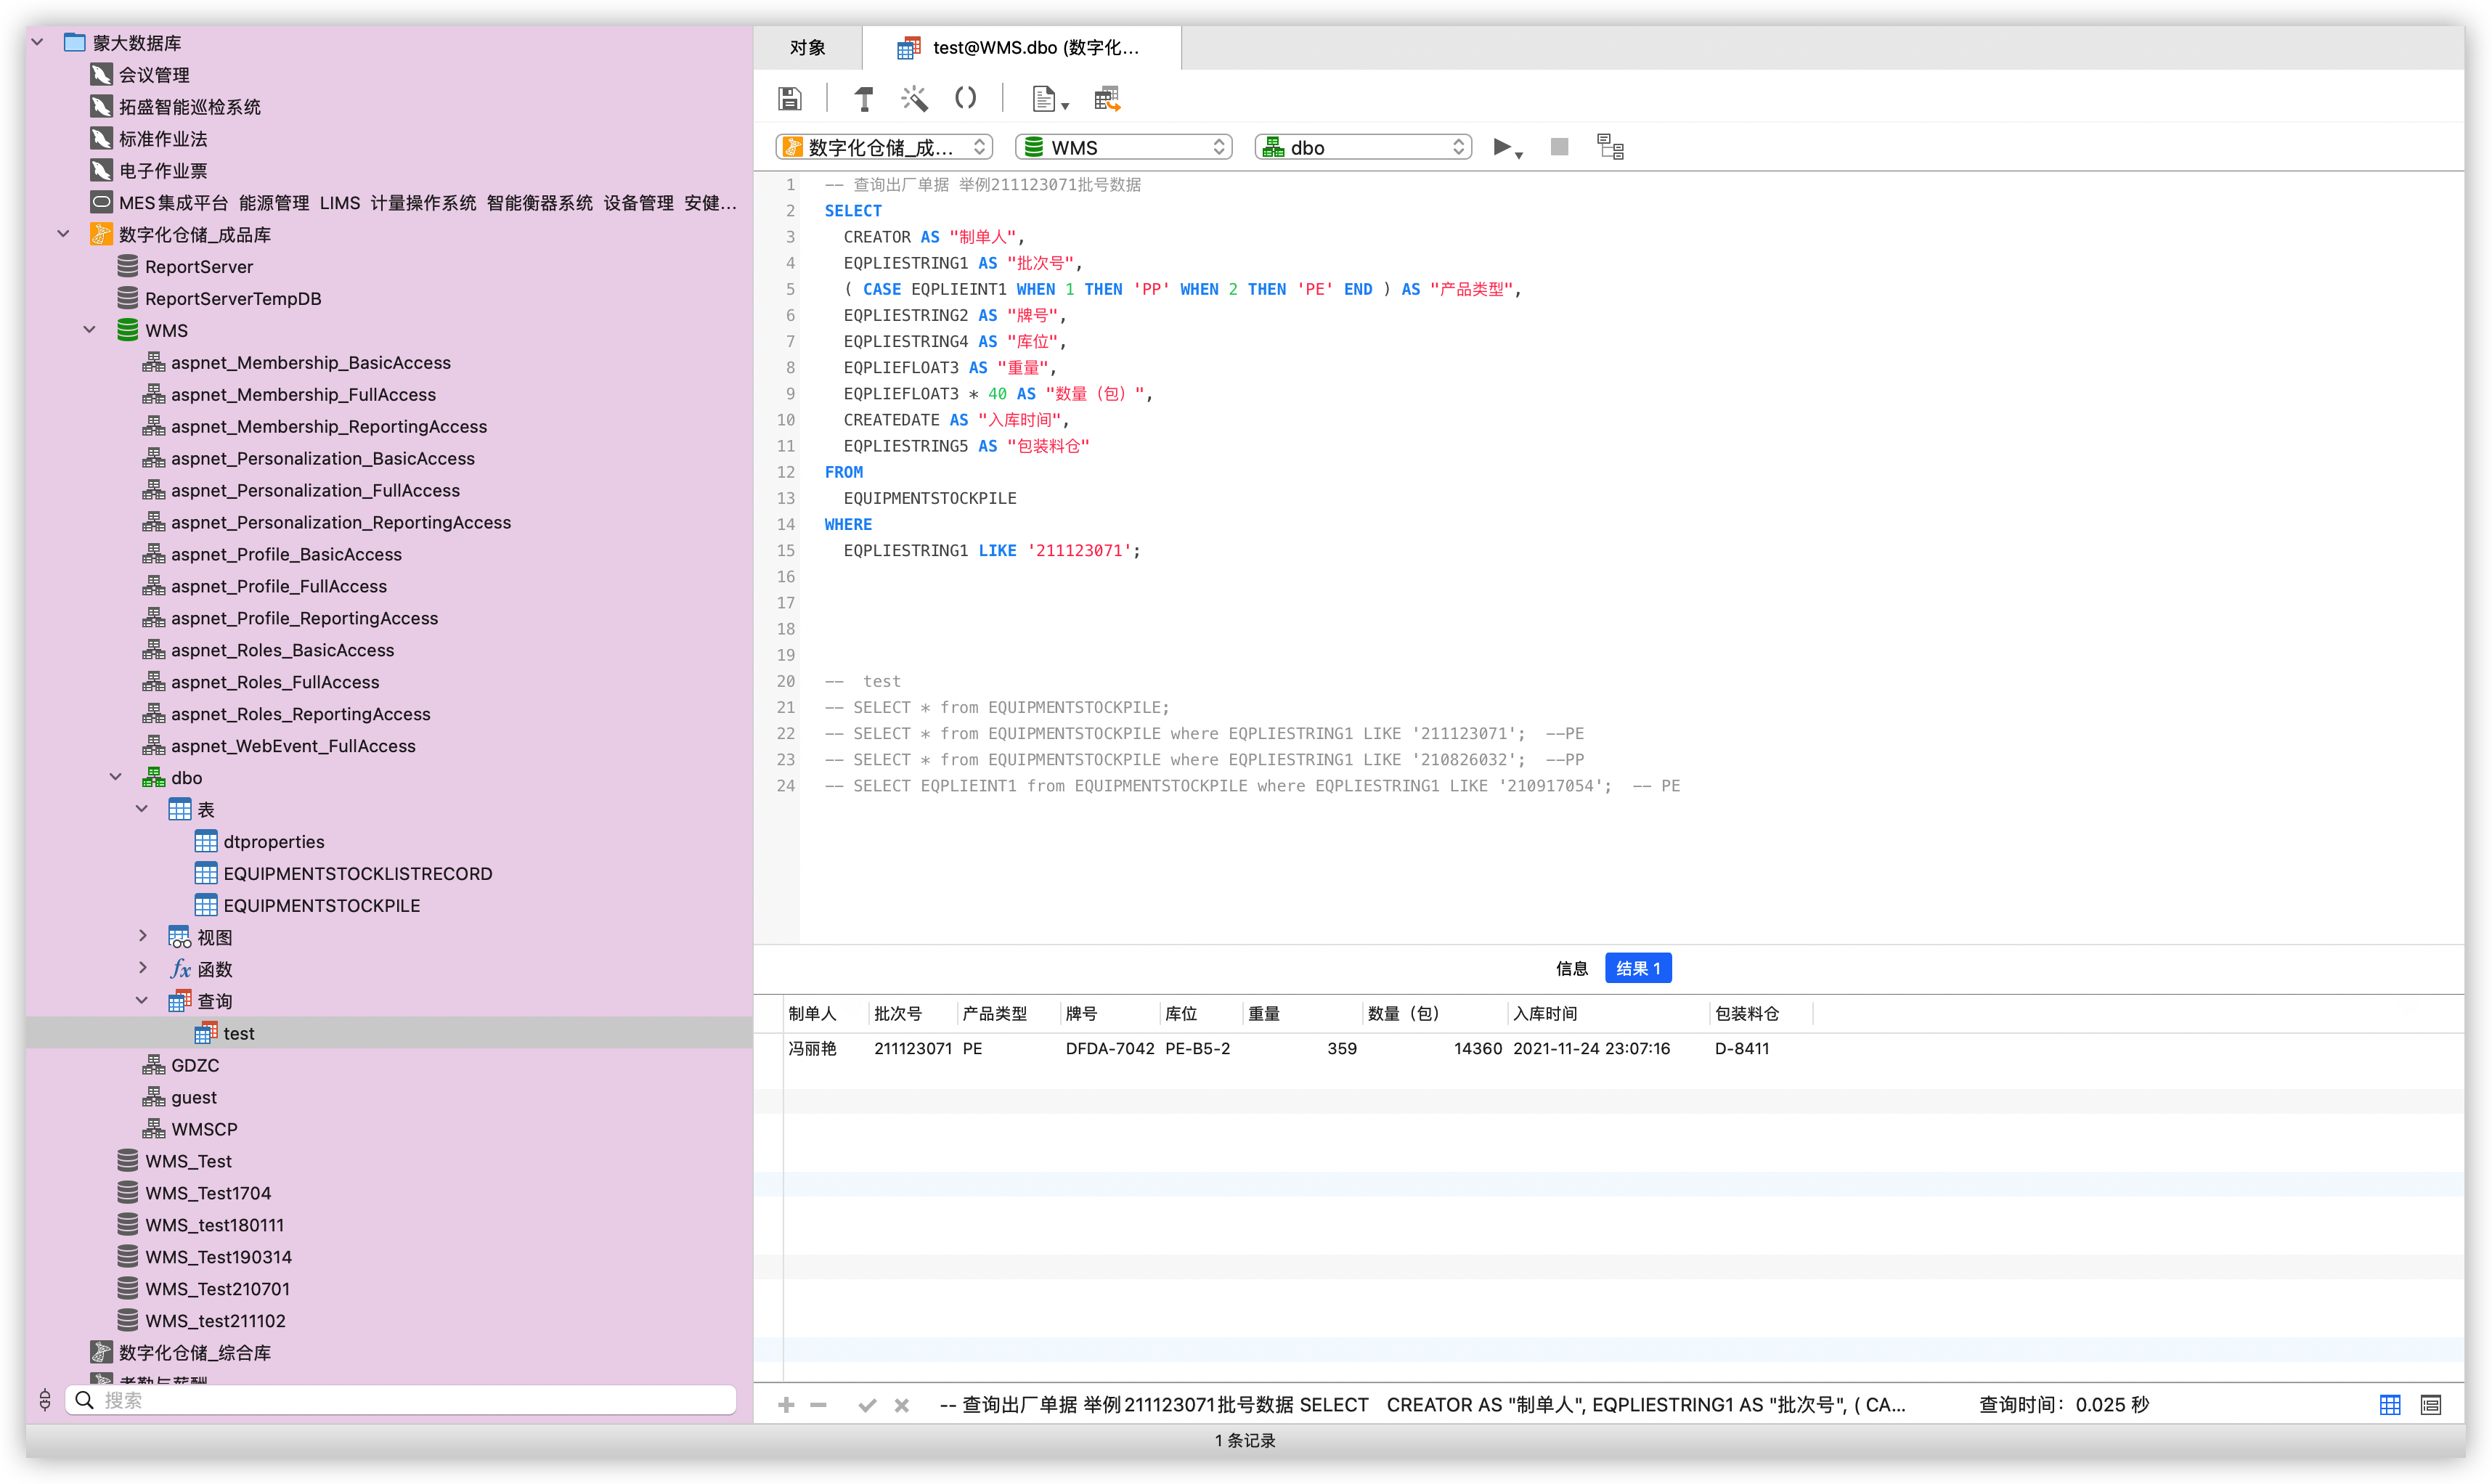 蒙大数据库
会议管理
拓盛智能巡检系统
标准作业法
电子作业票
MES集成平台 能源管理 LIMS 计量操作系统 智能衡器系统 设备管理 安健...
数字化仓储_成品库
ReportServer
ReportServerTempDB
WMS
aspnet_Membership_BasicAccess
aspnet_Membership_FullAccess
aspnet_Membership_ReportingAccess
aspnet_Personalization_BasicAccess
aspnet_Personalization_FullAccess
aspnet_Personalization_ReportingAccess
aspnet_Profile_BasicAccess
aspnet_Profile_FullAccess
aspnet_Profile_ReportingAccess
aspnet_Roles_BasicAccess
aspnet_Roles_FullAccess
aspnet_Roles_ReportingAccess
aspnet_WebEvent_FullAccess
dbo
表
dtproperties
EQUIPMENTSTOCKLISTRECORD
EQUIPMENTSTOCKPILE
视图
fx 函数
查询
test
GDZC
guest
WMSCP
WMS_Test
WMS_Test1704
WMS_test180111
WMS_Test190314
WMS_Test210701
WMS_test211102
数字化仓储_综合库
考勤与薪酬
搜索
对象 test@WMS.dbo (数字化...
数字化仓储_成... WMS dbo
1 -- 查询出厂单据 举例211123071批号数据
2 SELECT
3 CREATOR AS "制单人",
4 EQPLIESTRING1 AS "批次号",
5 ( CASE EQPLIEINT1 WHEN 1 THEN 'PP' WHEN 2 THEN 'PE' END ) AS "产品类型",
6 EQPLIESTRING2 AS "牌号",
7 EQPLIESTRING4 AS "库位",
8 EQPLIEFLOAT3 AS "重量",
9 EQPLIEFLOAT3 * 40 AS "数量（包）",
10 CREATEDATE AS "入库时间",
11 EQPLIESTRING5 AS "包装料仓"
12 FROM
13 EQUIPMENTSTOCKPILE
14 WHERE
15 EQPLIESTRING1 LIKE '211123071';
16
17
18
19
20 -- test
21 -- SELECT * from EQUIPMENTSTOCKPILE;
22 -- SELECT * from EQUIPMENTSTOCKPILE where EQPLIESTRING1 LIKE '211123071'; --PE
23 -- SELECT * from EQUIPMENTSTOCKPILE where EQPLIESTRING1 LIKE '210826032'; --PP
24 -- SELECT EQPLIEINT1 from EQUIPMENTSTOCKPILE where EQPLIESTRING1 LIKE '210917054'; -- PE
信息 结果 1
制单人 批次号 产品类型 牌号 库位 重量 数量（包） 入库时间 包装料仓
冯丽艳 211123071 PE DFDA-7042 PE-B5-2 359 14360 2021-11-24 23:07:16 D-8411
-- 查询出厂单据 举例211123071批号数据 SELECT CREATOR AS "制单人", EQPLIESTRING1 AS "批次号", ( CA... 查询时间：0.025 秒
1 条记录